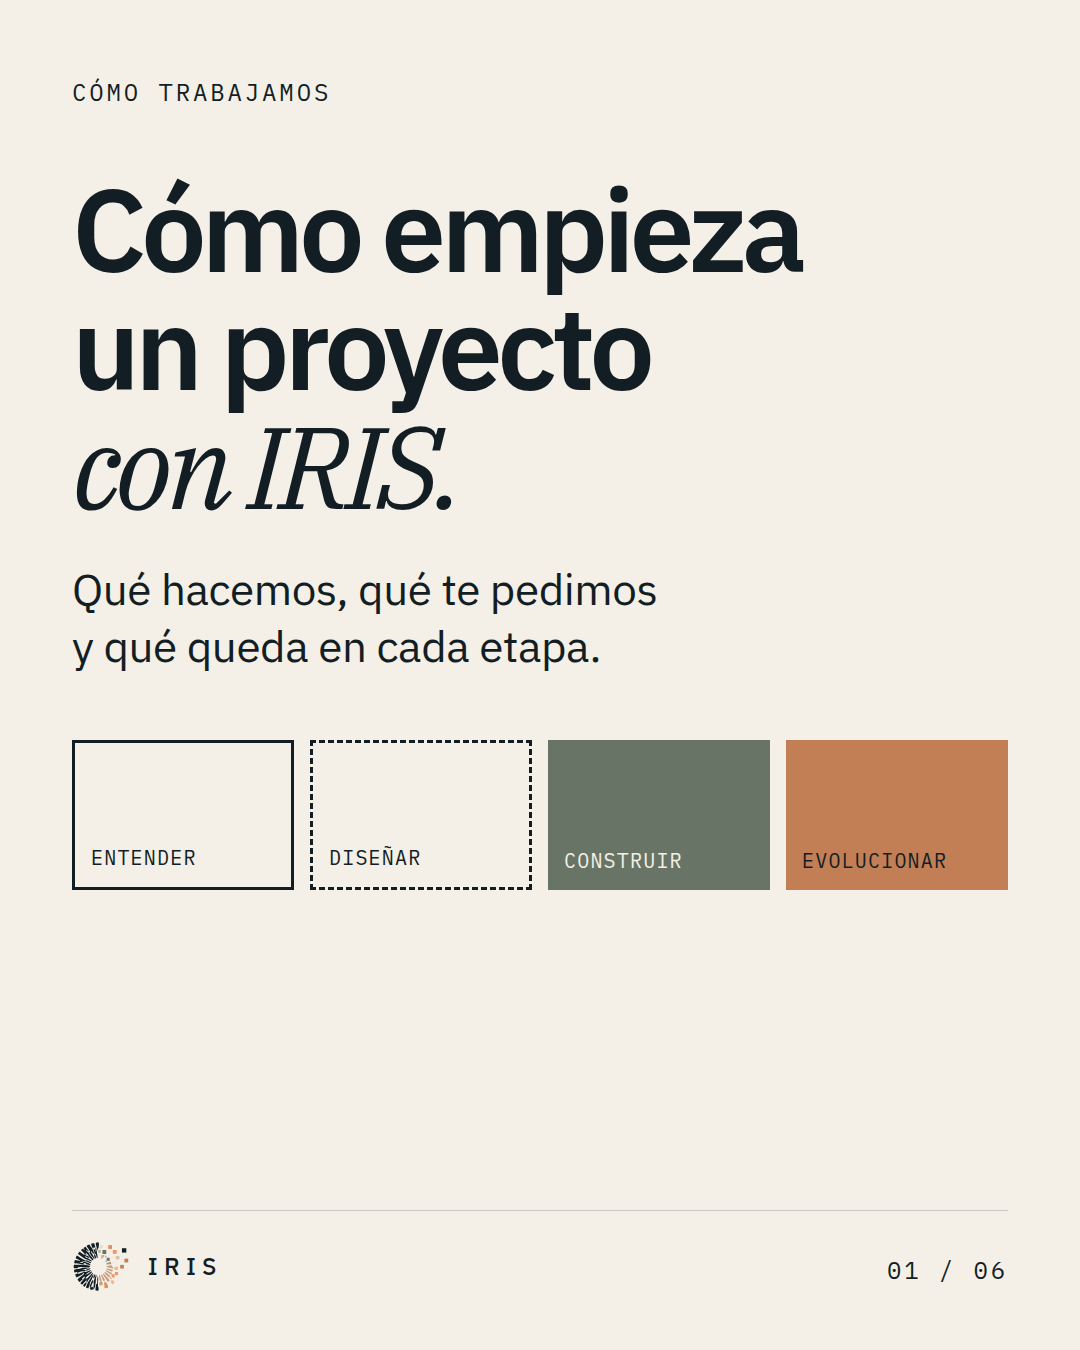 CÓMO TRABAJAMOS
Cómo empieza
un proyecto
con IRIS.
Qué hacemos, qué te pedimos
y qué queda en cada etapa.
ENTENDER
DISEÑAR
CONSTRUIR
EVOLUCIONAR
IRIS
01 / 06